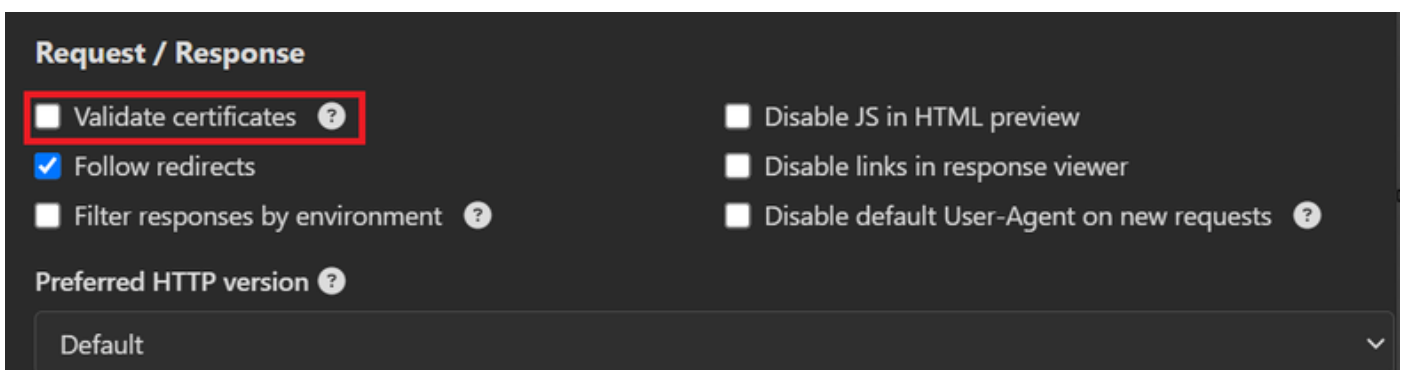 Request / Response
Validate certificates ?
Disable JS in HTML preview
Follow redirects
Disable links in response viewer
Filter responses by environment ?
Disable default User-Agent on new requests ?
Preferred HTTP version ?
Default